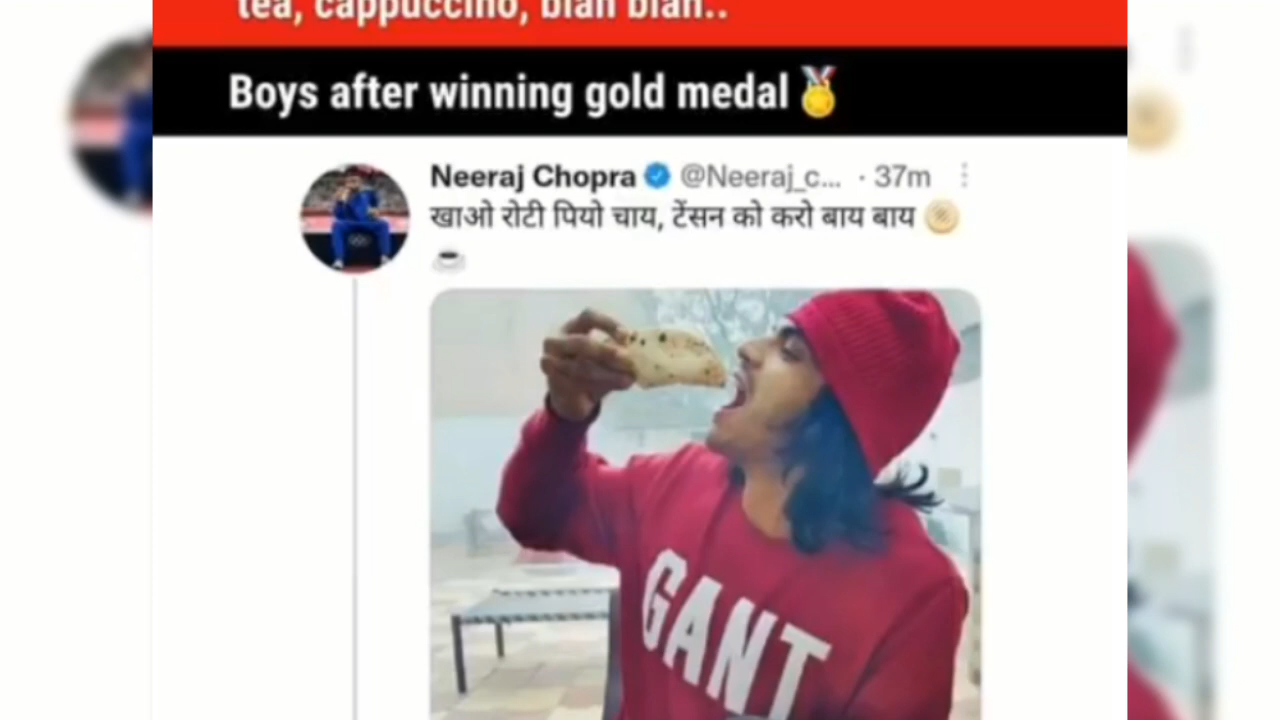 tea, cappuccino, blah blah..
Boys after winning gold medal🏅
Neeraj Chopra @Neeraj_c... · 37m
खाओ रोटी पियो चाय, टेंसन को करो बाय बाय 🫓
☕
GANT